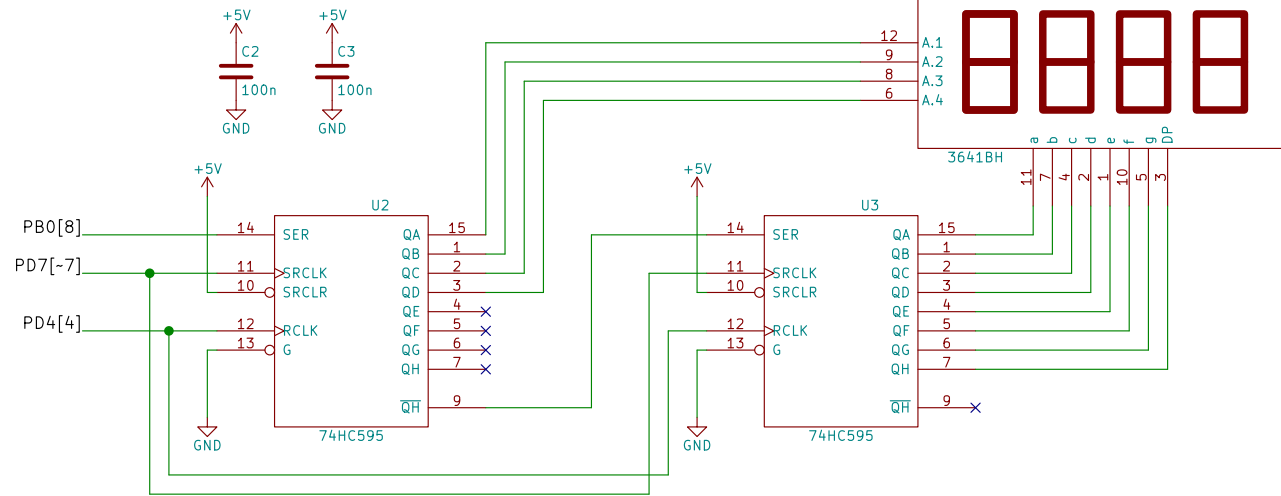 +5V
+5V
C2
C3
100n
100n
GND
GND
12 A.1
9 A.2
8 A.3
6 A.4
a b c d e f g DP
3641BH
11 7 4 2 1 10 5 3
+5V
+5V
U2
U3
PB0[8]
14 SER QA 15
14 SER QA 15
QB 1
QB 1
PD7[~7]
11 SRCLK QC 2
11 SRCLK QC 2
10 SRCLR QD 3
10 SRCLR QD 3
QE 4
QE 4
PD4[4]
12 RCLK QF 5
12 RCLK QF 5
13 G QG 6
13 G QG 6
QH 7
QH 7
Q̅H̅ 9
Q̅H̅ 9
74HC595
74HC595
GND
GND